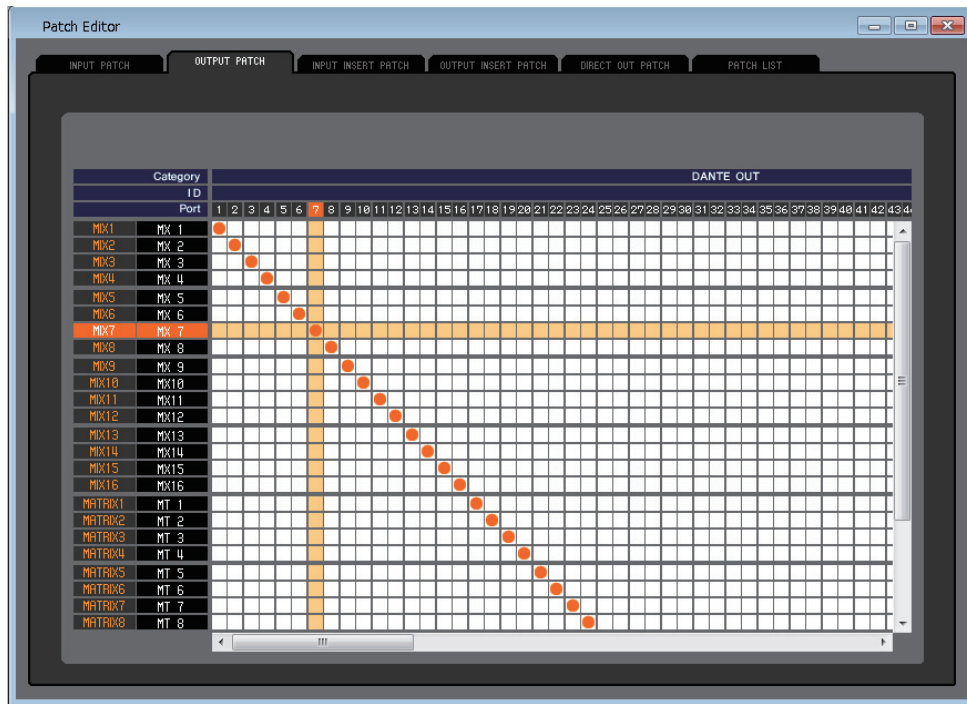 Patch Editor
INPUT PATCH OUTPUT PATCH INPUT INSERT PATCH OUTPUT INSERT PATCH DIRECT OUT PATCH PATCH LIST
Category DANTE OUT
ID
Port 1 2 3 4 5 6 7 8 9 10 11 12 13 14 15 16 17 18 19 20 21 22 23 24 25 26 27 28 29 30 31 32 33 34 35 36 37 38 39 40 41 42 43
MIX1 MX 1
MIX2 MX 2
MIX3 MX 3
MIX4 MX 4
MIX5 MX 5
MIX6 MX 6
MIX7 MX 7
MIX8 MX 8
MIX9 MX 9
MIX10 MX10
MIX11 MX11
MIX12 MX12
MIX13 MX13
MIX14 MX14
MIX15 MX15
MIX16 MX16
MATRIX1 MT 1
MATRIX2 MT 2
MATRIX3 MT 3
MATRIX4 MT 4
MATRIX5 MT 5
MATRIX6 MT 6
MATRIX7 MT 7
MATRIX8 MT 8